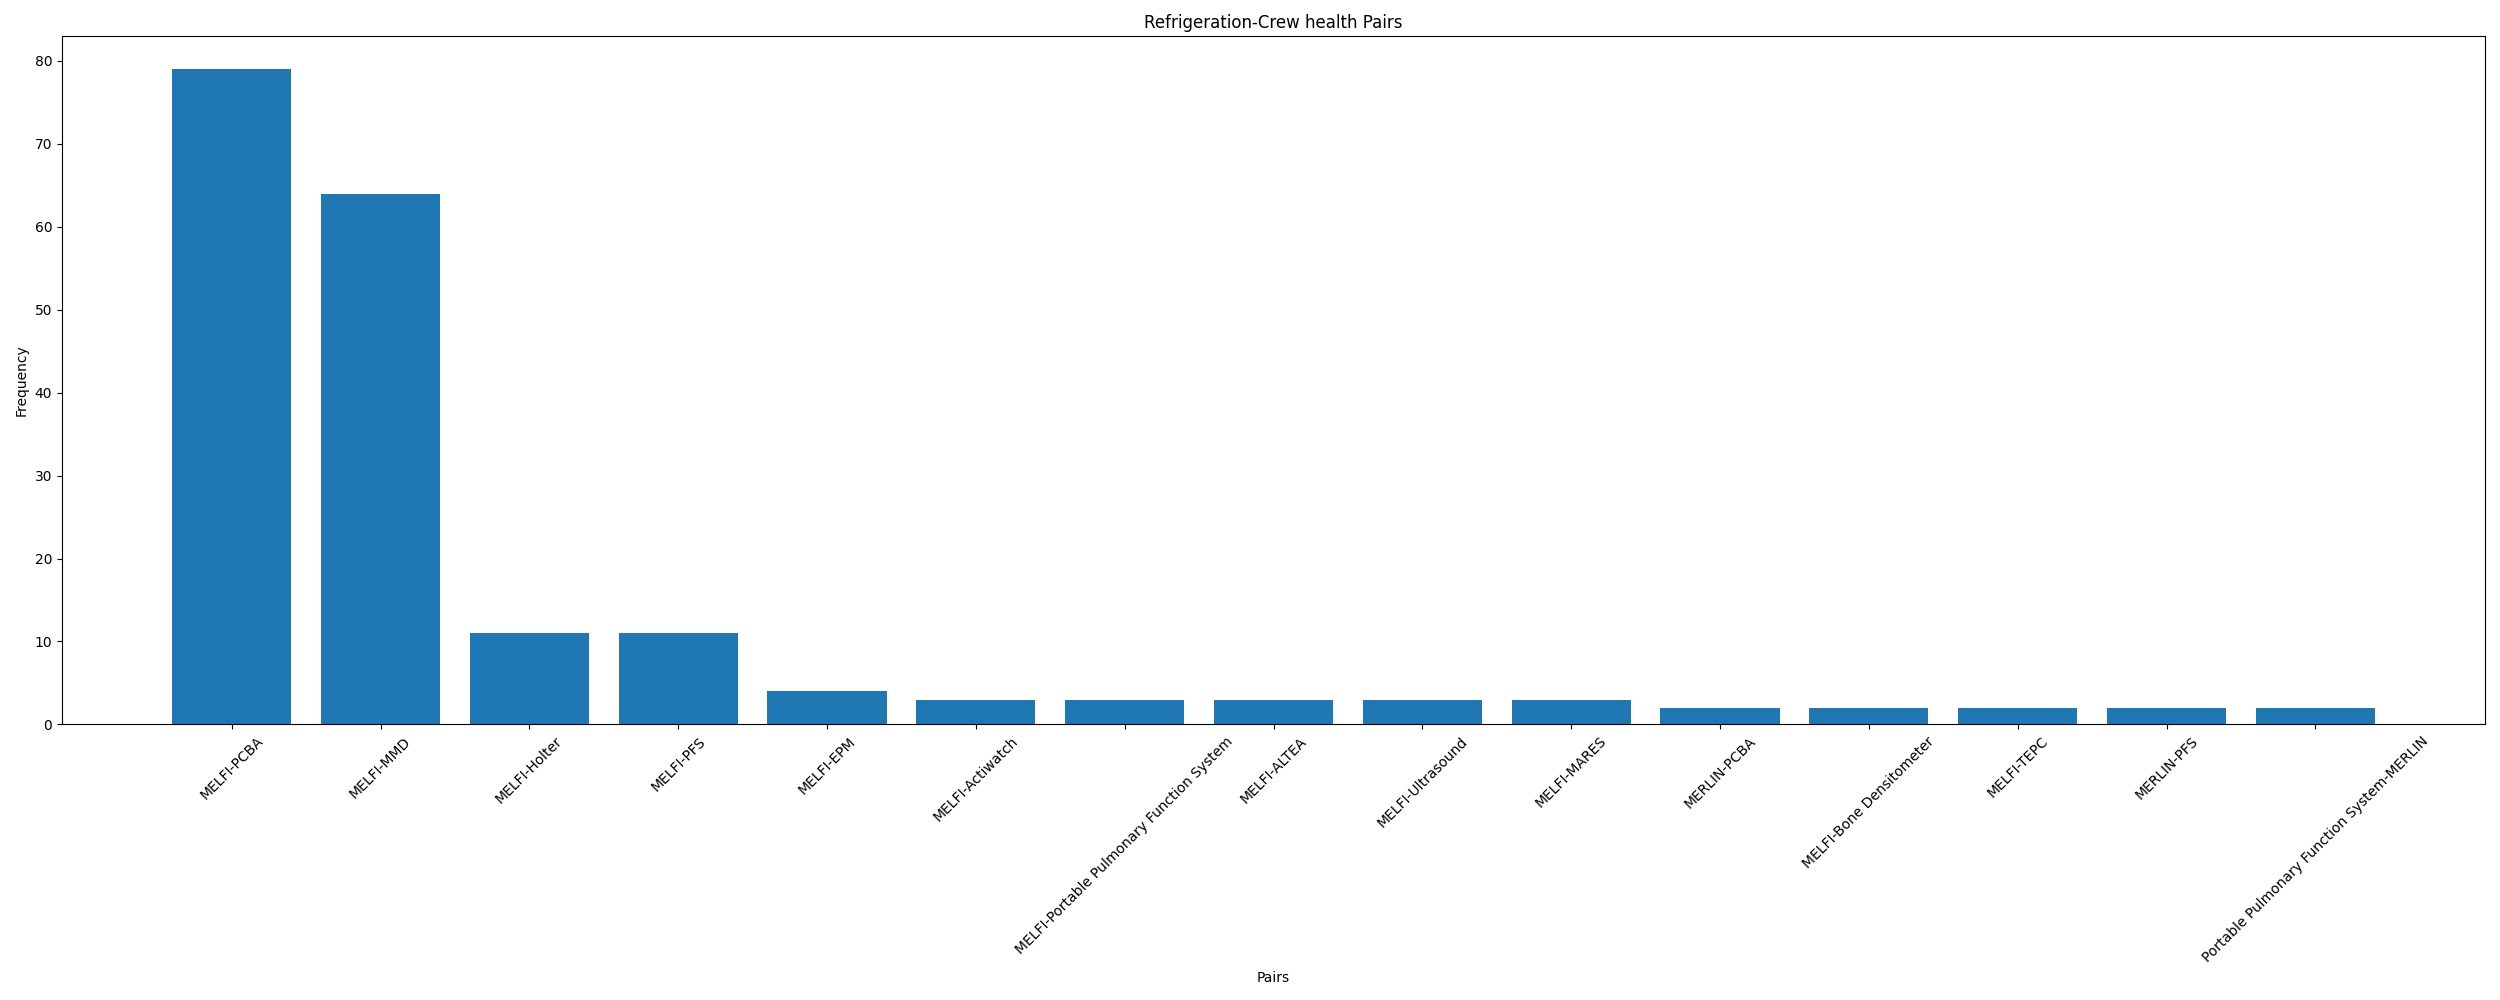 Refrigeration-Crew health Pairs
80
70
60
50
40
30
20
10
0
Frequency
MELFI-PCBA
MELFI-MMD
MELFI-Holter
MELFI-PFS
MELFI-EPM
MELFI-Actiwatch
MELFI-Portable Pulmonary Function System
MELFI-ALTEA
MELFI-Ultrasound
MELFI-MARES
MERLIN-PCBA
MELFI-Bone Densitometer
MELFI-TEPC
MERLIN-PFS
Portable Pulmonary Function System-MERLIN
Pairs